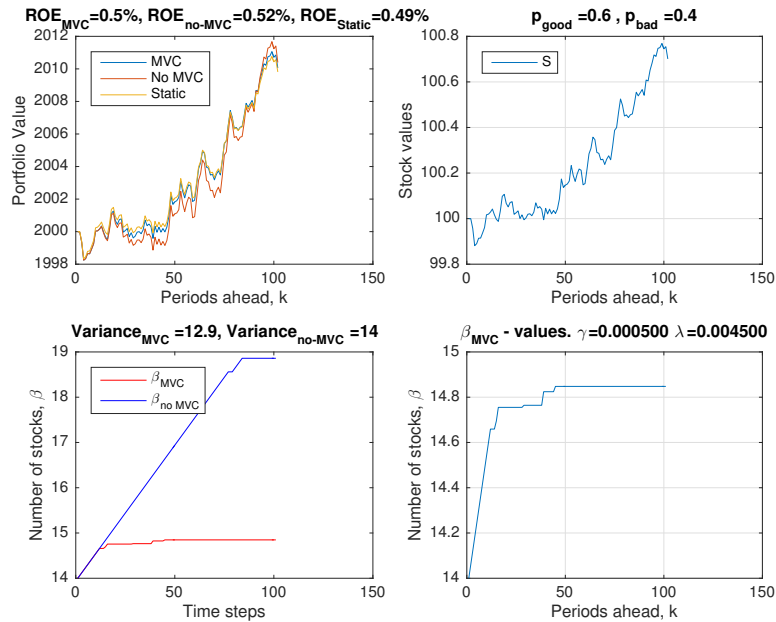 ROE_MVC =0.5%, ROE_no-MVC =0.52%, ROE_Static =0.49%
2012
2010
2008
2006
2004
2002
2000
1998
Portfolio Value
MVC
No MVC
Static
0 50 100 150
Periods ahead, k
p_good =0.6 , p_bad =0.4
100.8
100.6
100.4
100.2
100
99.8
Stock values
S
0 50 100 150
Periods ahead, k
Variance_MVC =12.9, Variance_no-MVC =14
19
18
17
16
15
14
Number of stocks, β
β_MVC
β_no MVC
0 50 100 150
Time steps
β_MVC - values. γ=0.000500 λ=0.004500
15
14.8
14.6
14.4
14.2
14
Number of stocks, β
0 50 100 150
Periods ahead, k